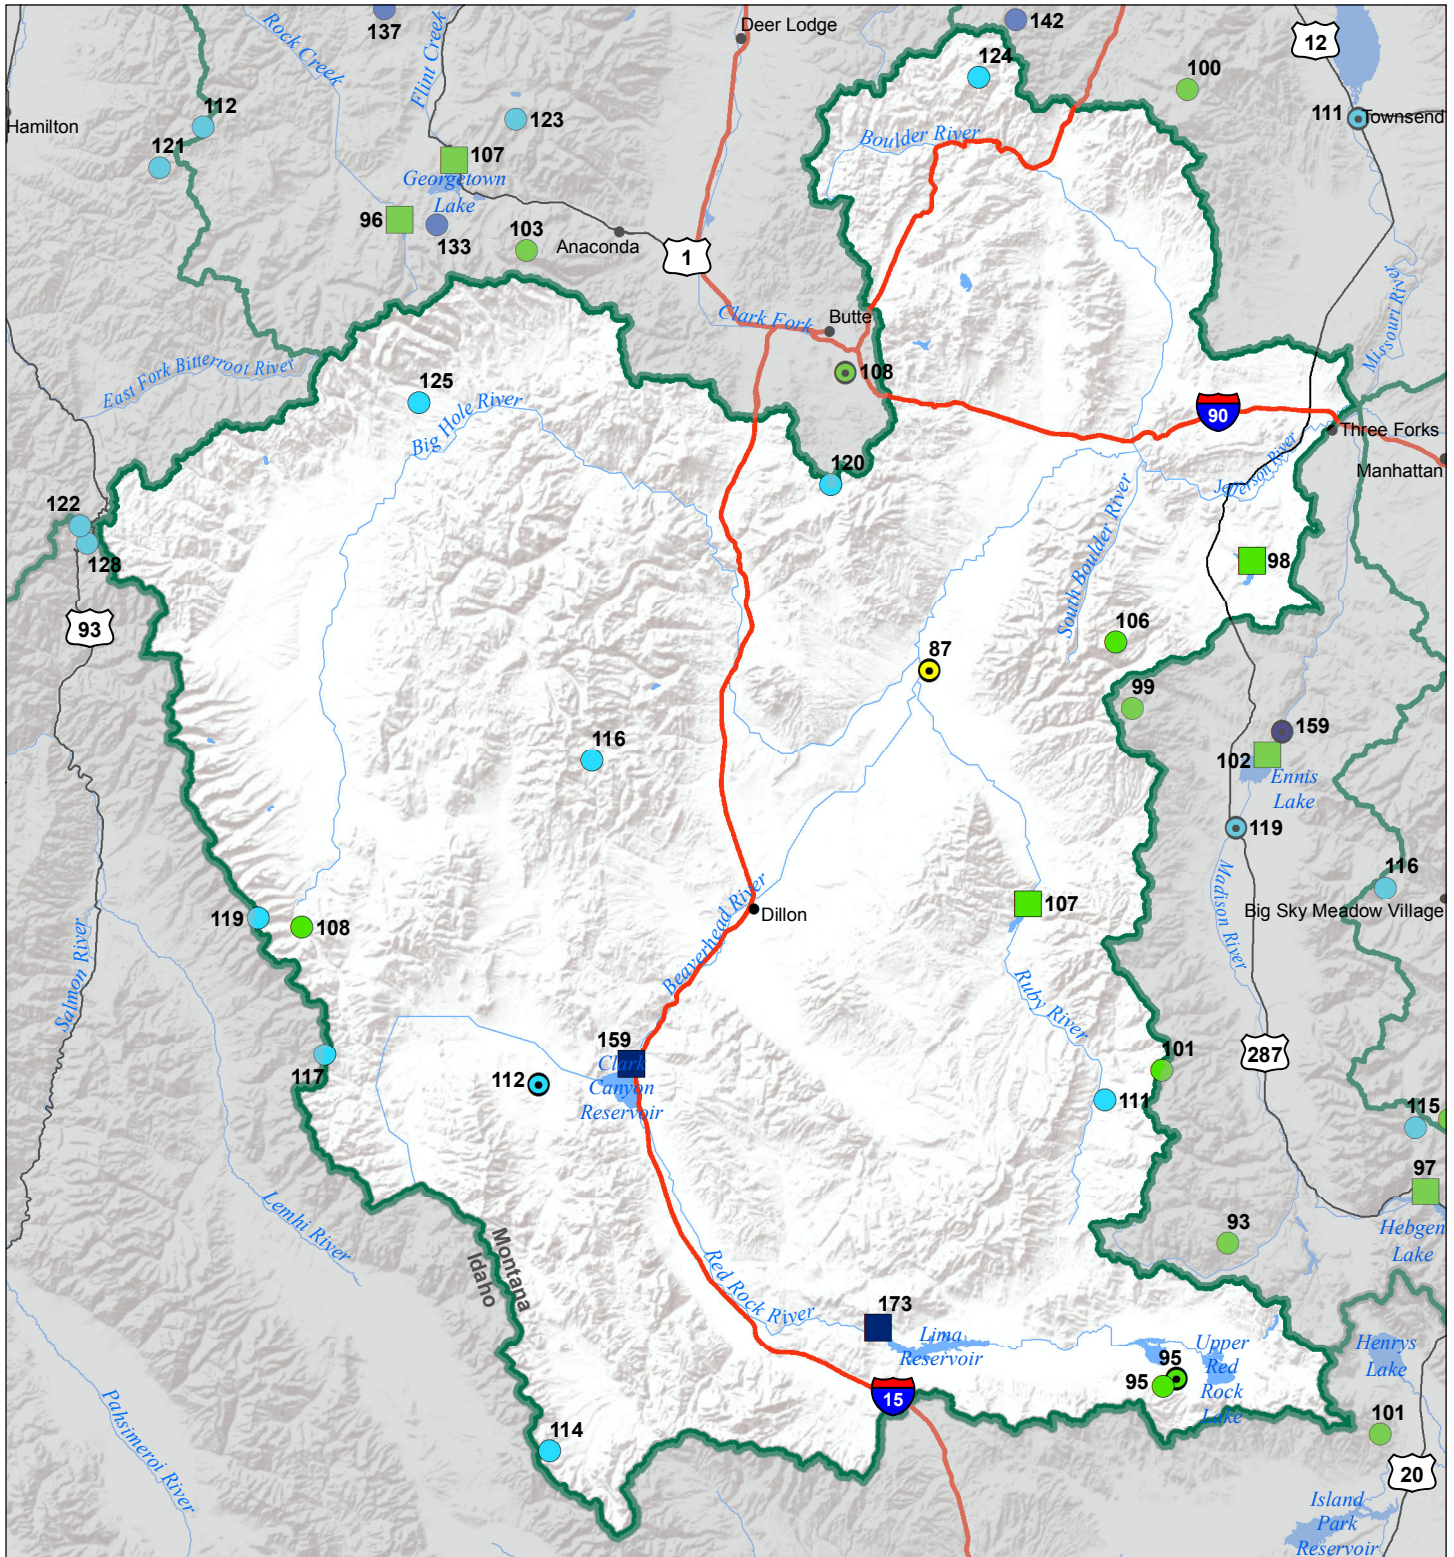 137
Rock Creek
Flint Creek
Deer Lodge
142
12
124
100
112
Hamilton
123
111
Townsend
121
107
Boulder River
Georgetown
Lake
96
133
103
Anaconda
1
Missouri River
Clark Fork
Butte
108
East Fork Bitterroot River
125
Big Hole River
90
Three Forks
Manhattan
Jefferson River
120
122
128
South Boulder River
98
93
106
87
99
159
116
102
Ennis
Lake
119
Madison River
116
Big Sky Meadow Village
119
108
Beaverhead River
Dillon
107
Salmon River
Ruby River
159
Clark
Canyon
Reservoir
112
117
101
287
111
115
97
Hebgen
Lake
93
Lemhi River
Montana
Idaho
Red Rock River
173
Lima
Reservoir
Upper
Red
Rock
Lake
95
95
Henrys
Lake
15
101
Pahsimeroi River
114
20
Island
Park
Reservoir